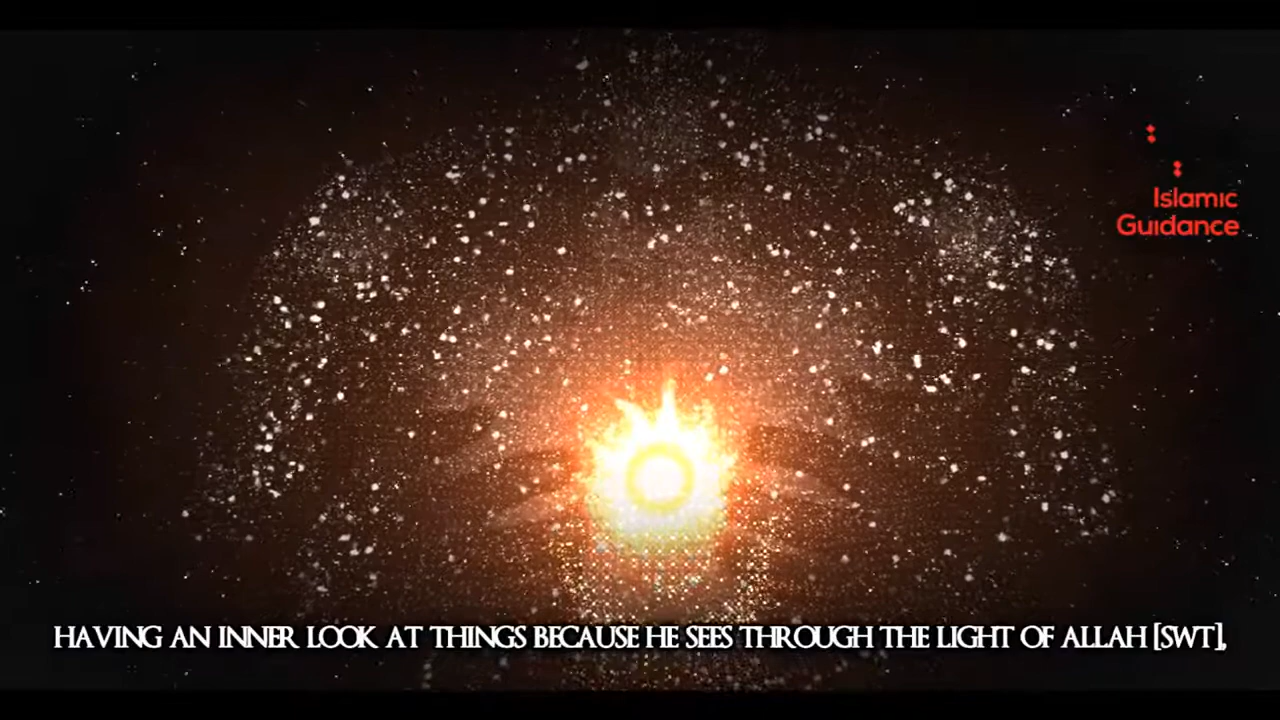 Islamic
Guidance
HAVING AN INNER LOOK AT THINGS BECAUSE HE SEES THROUGH THE LIGHT OF ALLAH [SWT],